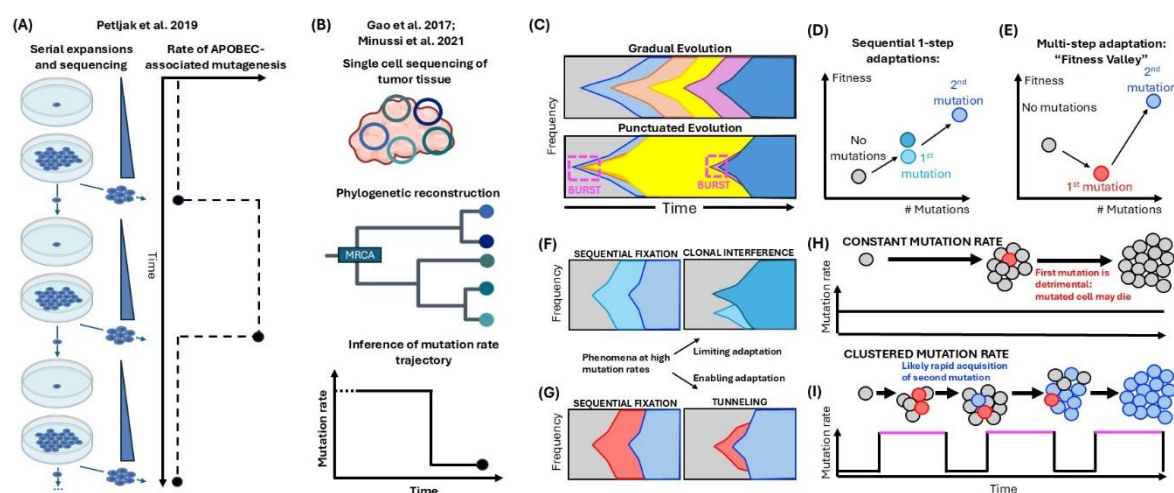 (A)
Petljak et al. 2019
Serial expansions
and sequencing
Rate of APOBEC-
associated mutagenesis
Time
...
(B)
Gao et al. 2017;
Minussi et al. 2021
Single cell sequencing of
tumor tissue
Phylogenetic reconstruction
MRCA
Inference of mutation rate
trajectory
Mutation rate
Time
(C)
Gradual Evolution
Punctuated Evolution
Frequency
BURST
BURST
Time
(D)
Sequential 1-step
adaptations:
Fitness
2nd
mutation
No
mutations
1st
mutation
# Mutations
(E)
Multi-step adaptation:
"Fitness Valley"
Fitness
2nd
mutation
No mutations
1st mutation
# Mutations
(F)
SEQUENTIAL FIXATION
CLONAL INTERFERENCE
Frequency
Phenomena at high
mutation rates
Limiting adaptation
Enabling adaptation
(G)
SEQUENTIAL FIXATION
TUNNELING
Frequency
(H)
CONSTANT MUTATION RATE
First mutation is
detrimental:
mutated cell may die
Mutation rate
CLUSTERED MUTATION RATE
(I)
Likely rapid acquisition
of second mutation
Mutation rate
Time